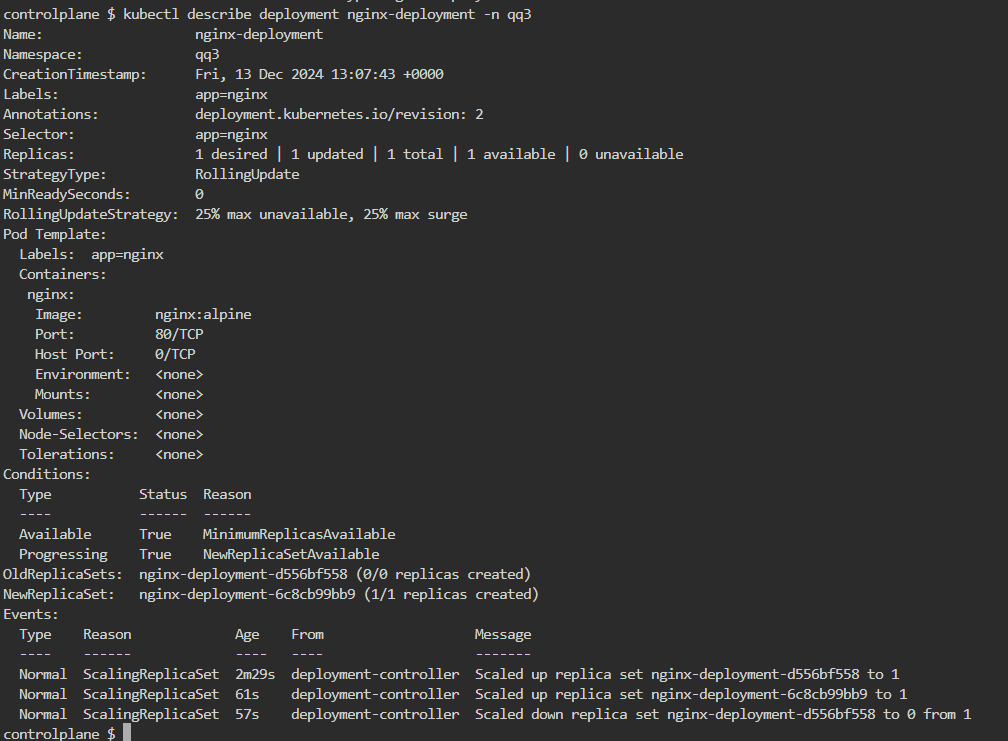 controlplane $ kubectl describe deployment nginx-deployment -n qq3
Name:                   nginx-deployment
Namespace:              qq3
CreationTimestamp:      Fri, 13 Dec 2024 13:07:43 +0000
Labels:                 app=nginx
Annotations:            deployment.kubernetes.io/revision: 2
Selector:               app=nginx
Replicas:               1 desired | 1 updated | 1 total | 1 available | 0 unavailable
StrategyType:           RollingUpdate
MinReadySeconds:        0
RollingUpdateStrategy:  25% max unavailable, 25% max surge
Pod Template:
  Labels:  app=nginx
  Containers:
   nginx:
    Image:         nginx:alpine
    Port:          80/TCP
    Host Port:     0/TCP
    Environment:   <none>
    Mounts:        <none>
  Volumes:         <none>
  Node-Selectors:  <none>
  Tolerations:     <none>
Conditions:
  Type           Status  Reason
  ----           ------  ------
  Available      True    MinimumReplicasAvailable
  Progressing    True    NewReplicaSetAvailable
OldReplicaSets:  nginx-deployment-d556bf558 (0/0 replicas created)
NewReplicaSet:   nginx-deployment-6c8cb99bb9 (1/1 replicas created)
Events:
  Type    Reason             Age    From                   Message
  ----    ------             ----   ----                   -------
  Normal  ScalingReplicaSet  2m29s  deployment-controller  Scaled up replica set nginx-deployment-d556bf558 to 1
  Normal  ScalingReplicaSet  61s    deployment-controller  Scaled up replica set nginx-deployment-6c8cb99bb9 to 1
  Normal  ScalingReplicaSet  57s    deployment-controller  Scaled down replica set nginx-deployment-d556bf558 to 0 from 1
controlplane $